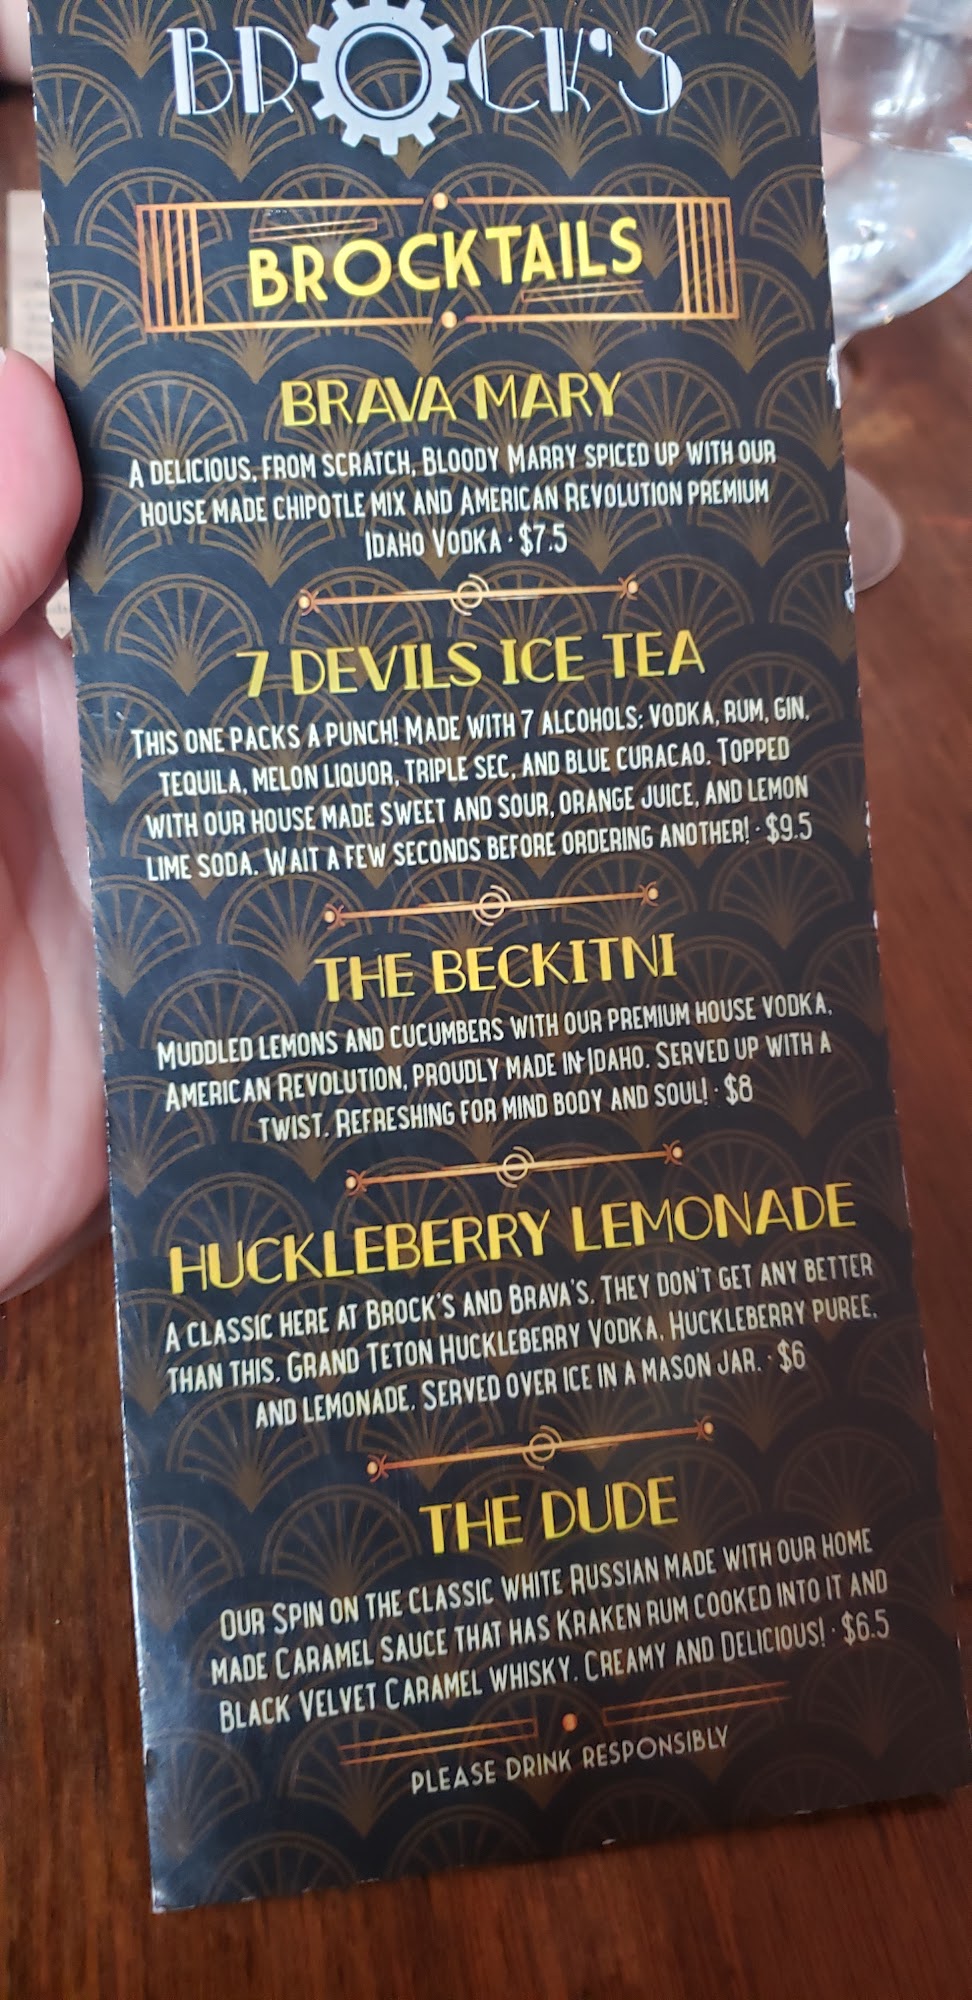 BROCK'S
BROCKTAILS
BRAVA MARY
A DELICIOUS, FROM SCRATCH, BLOODY MARRY SPICED UP WITH OUR
HOUSE MADE CHIPOTLE MIX AND AMERICAN REVOLUTION PREMIUM
IDAHO VODKA · $7.5
7 DEVILS ICE TEA
THIS ONE PACKS A PUNCH! MADE WITH 7 ALCOHOLS: VODKA, RUM, GIN,
TEQUILA, MELON LIQUOR, TRIPLE SEC, AND BLUE CURACAO. TOPPED
WITH OUR HOUSE MADE SWEET AND SOUR, ORANGE JUICE, AND LEMON
LIME SODA. WAIT A FEW SECONDS BEFORE ORDERING ANOTHER! · $9.5
THE BECKITNI
MUDDLED LEMONS AND CUCUMBERS WITH OUR PREMIUM HOUSE VODKA,
AMERICAN REVOLUTION, PROUDLY MADE IN IDAHO. SERVED UP WITH A
TWIST. REFRESHING FOR MIND BODY AND SOUL! · $8
HUCKLEBERRY LEMONADE
A CLASSIC HERE AT BROCK'S AND BRAVA'S. THEY DON'T GET ANY BETTER
THAN THIS. GRAND TETON HUCKLEBERRY VODKA, HUCKLEBERRY PUREE,
AND LEMONADE. SERVED OVER ICE IN A MASON JAR. · $6
THE DUDE
OUR SPIN ON THE CLASSIC WHITE RUSSIAN MADE WITH OUR HOME
MADE CARAMEL SAUCE THAT HAS KRAKEN RUM COOKED INTO IT AND
BLACK VELVET CARAMEL WHISKY. CREAMY AND DELICIOUS! · $6.5
PLEASE DRINK RESPONSIBLY